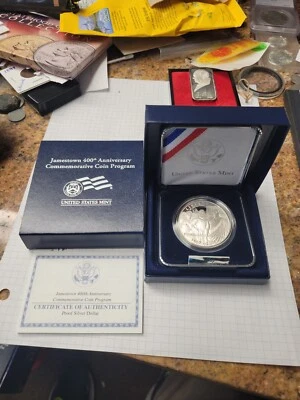 Jamestown 400th Anniversary
Commemorative Coin Program
UNITED STATES MINT
UNITED STATES MINT
Jamestown 400th Anniversary
Commemorative Coin Program
CERTIFICATE OF AUTHENTICITY
Proof Silver Dollar